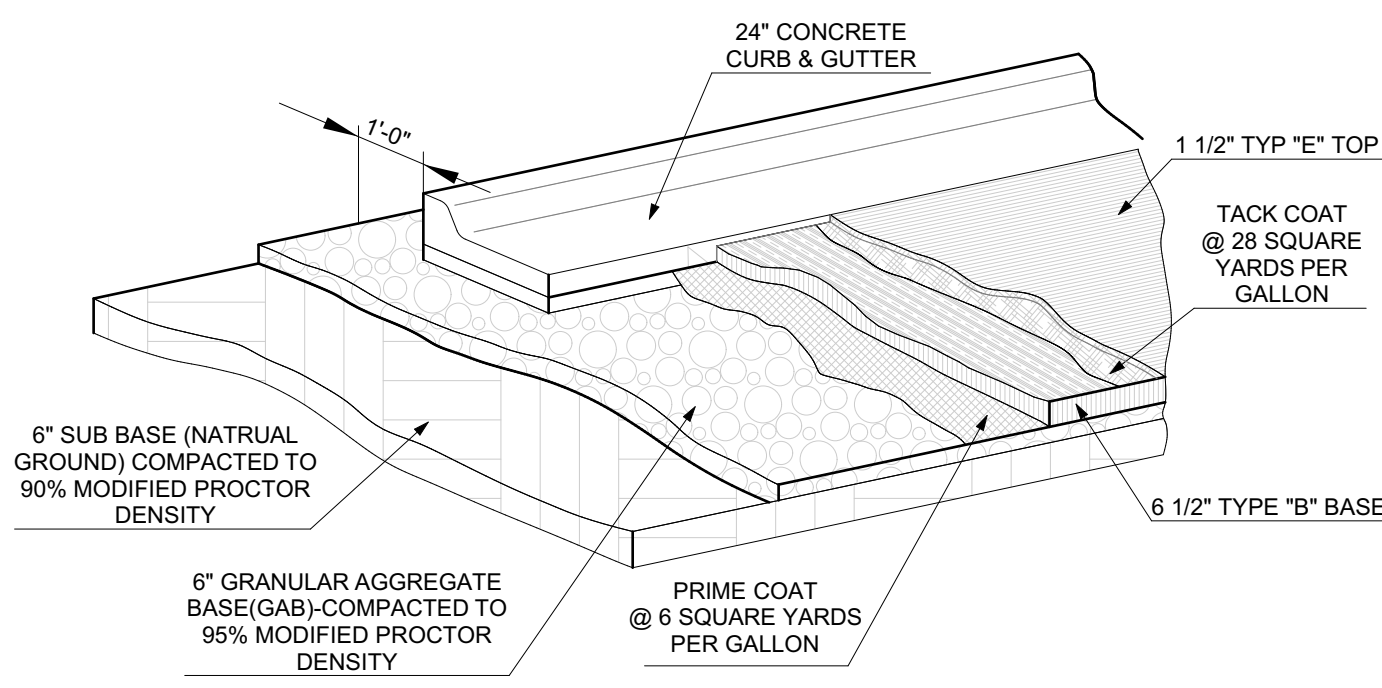 24" CONCRETE
CURB & GUTTER
1'-0"
1 1/2" TYP "E" TOP
TACK COAT
@ 28 SQUARE
YARDS PER
GALLON
6" SUB BASE (NATRUAL
GROUND) COMPACTED TO
90% MODIFIED PROCTOR
DENSITY
6 1/2" TYPE "B" BASE
6" GRANULAR AGGREGATE
BASE(GAB)-COMPACTED TO
95% MODIFIED PROCTOR
DENSITY
PRIME COAT
@ 6 SQUARE YARDS
PER GALLON